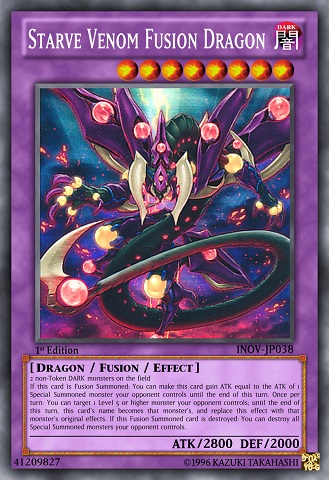 STARVE VENOM FUSION DRAGON
DARK
闇
1st Edition
INOV-JP038
[ DRAGON / FUSION / EFFECT ]
2 non-Token DARK monsters on the field
If this card is Fusion Summoned: You can make this gain ATK equal to the ATK of 1
Special Summoned monster your opponent controls until the end of this turn. Once per
turn: You can target 1 Level 5 or higher monster your opponent controls; until the end of
this turn, this card's name becomes that monster's, and replace this effect with that
monster's original effects. If this Fusion Summoned card is destroyed: You can destroy all
Special Summoned monsters your opponent controls.
ATK/2800 DEF/2000
41209827
©1996 KAZUKI TAKAHASHI